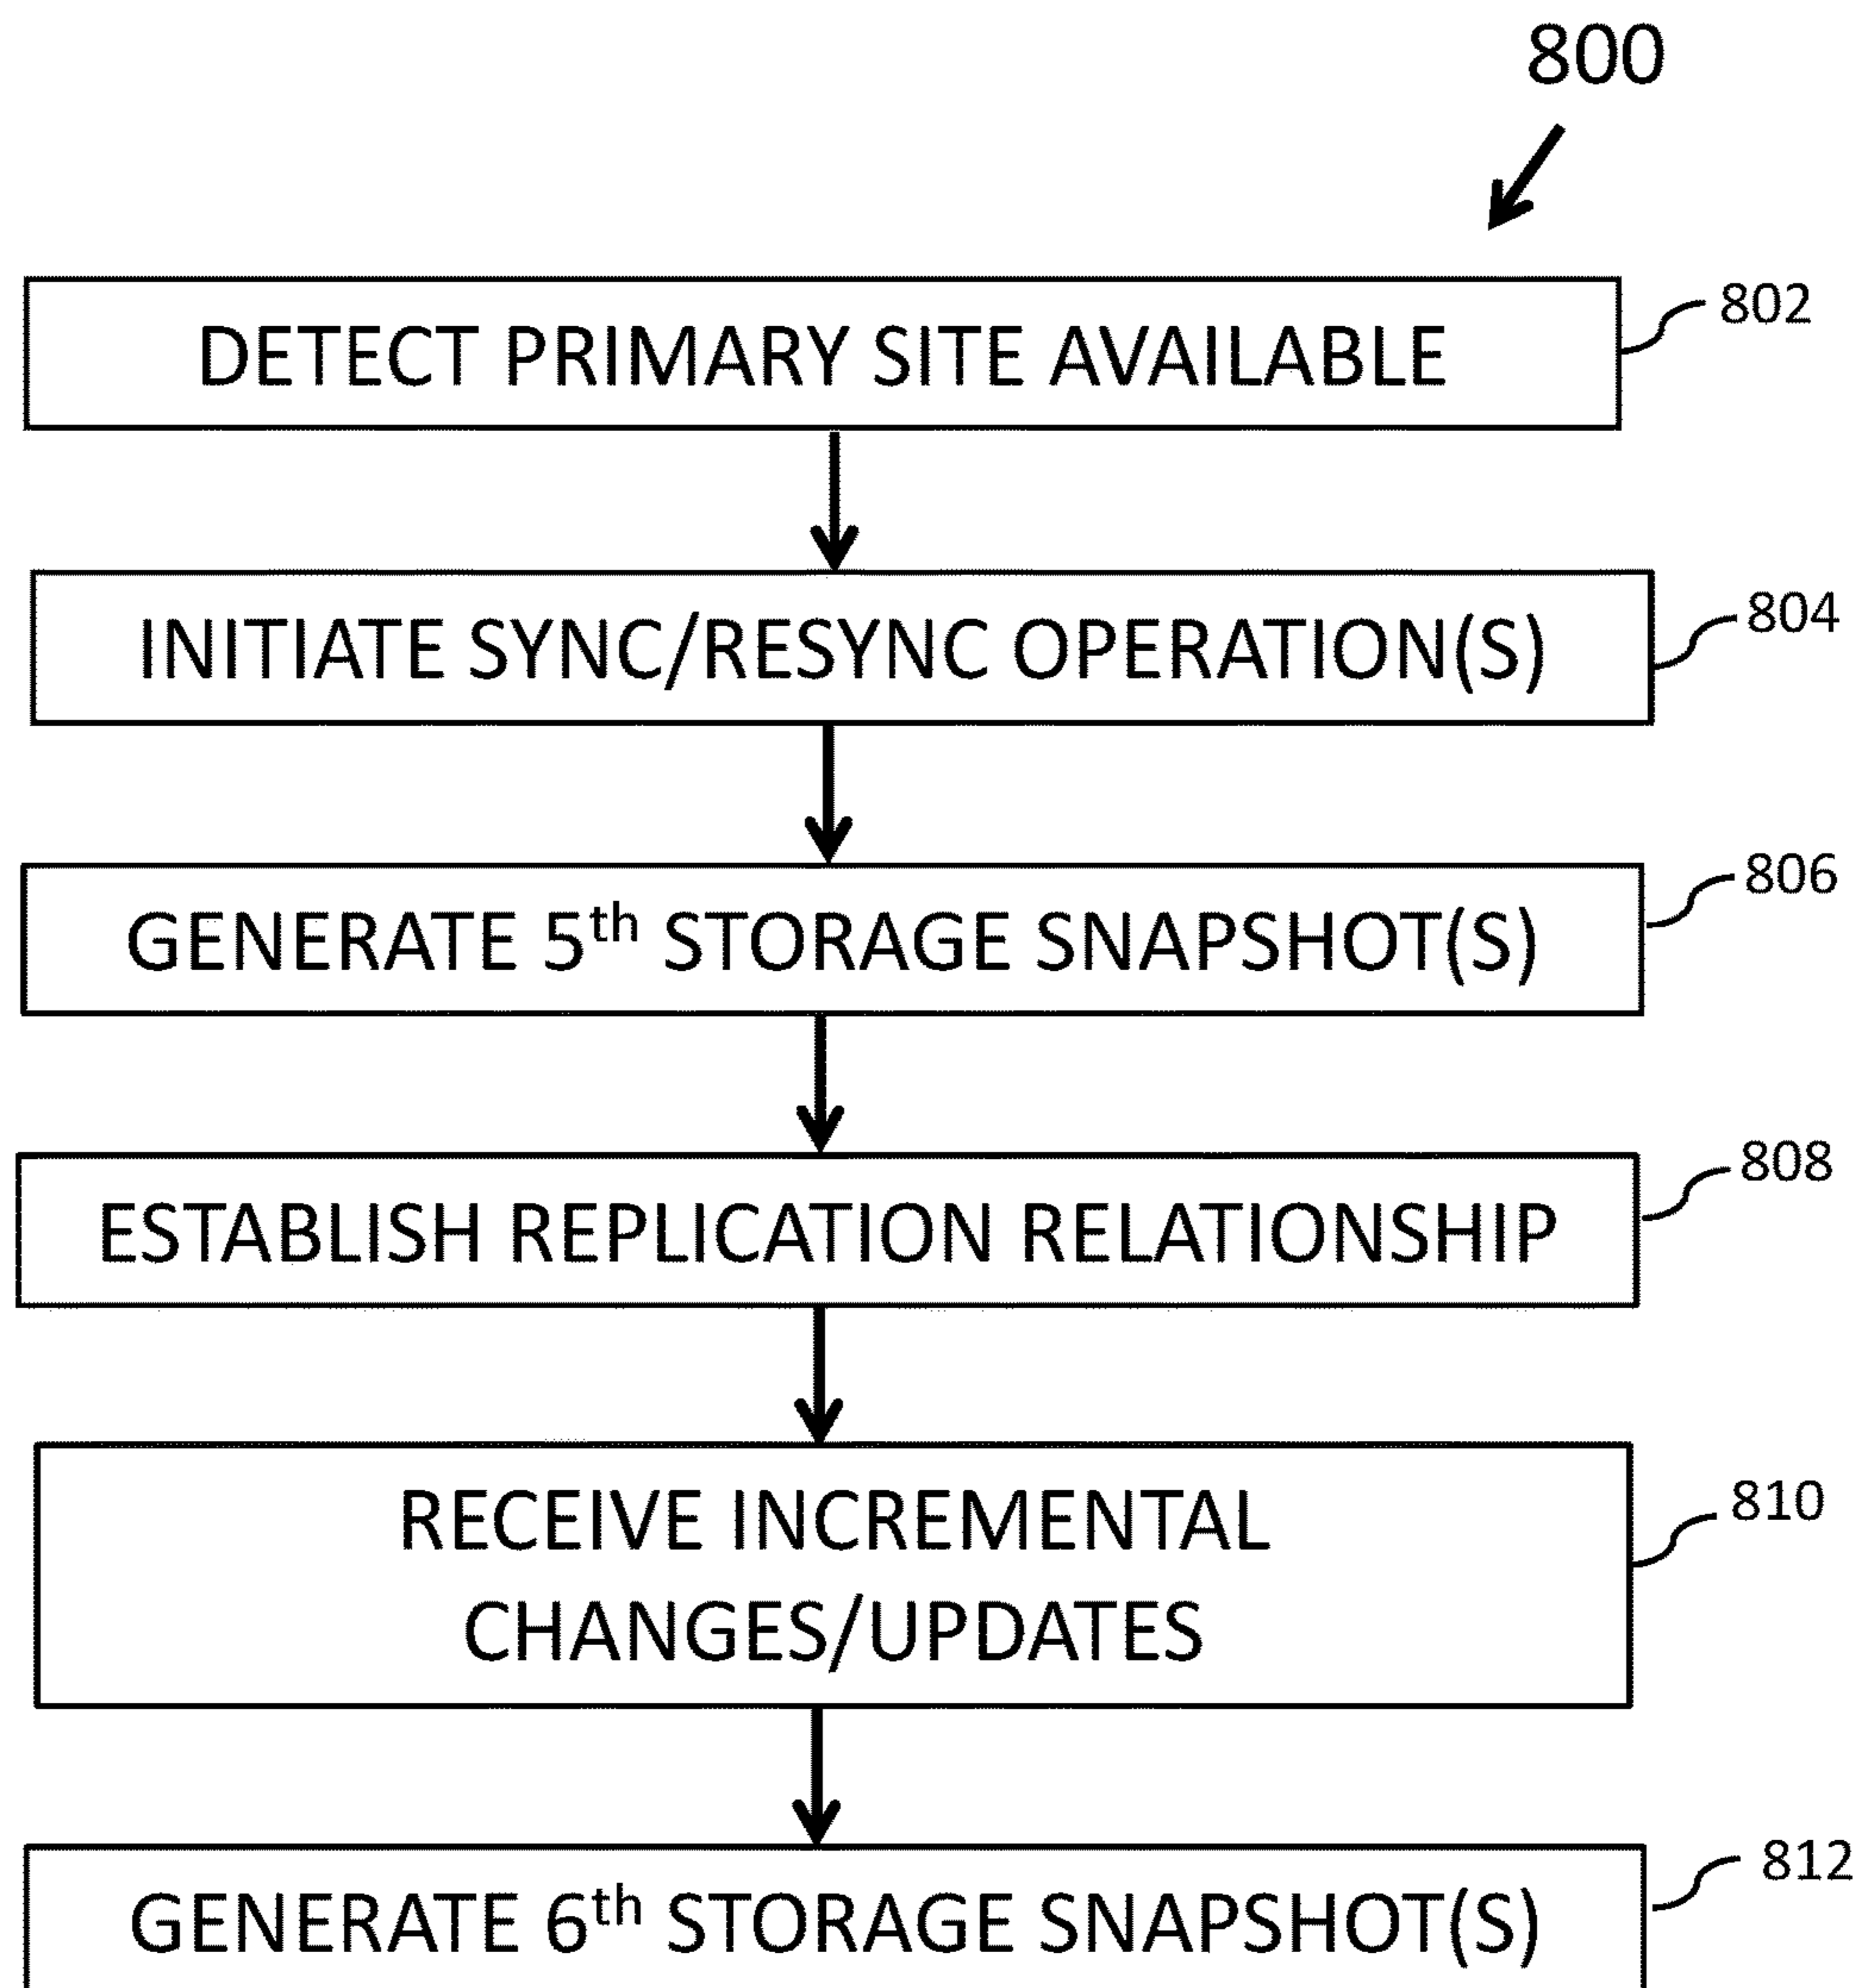 800
DETECT PRIMARY SITE AVAILABLE
802
INITIATE SYNC/RESYNC OPERATION(S)
804
GENERATE 5th STORAGE SNAPSHOT(S)
806
ESTABLISH REPLICATION RELATIONSHIP
808
RECEIVE INCREMENTAL
CHANGES/UPDATES
810
GENERATE 6th STORAGE SNAPSHOT(S)
812